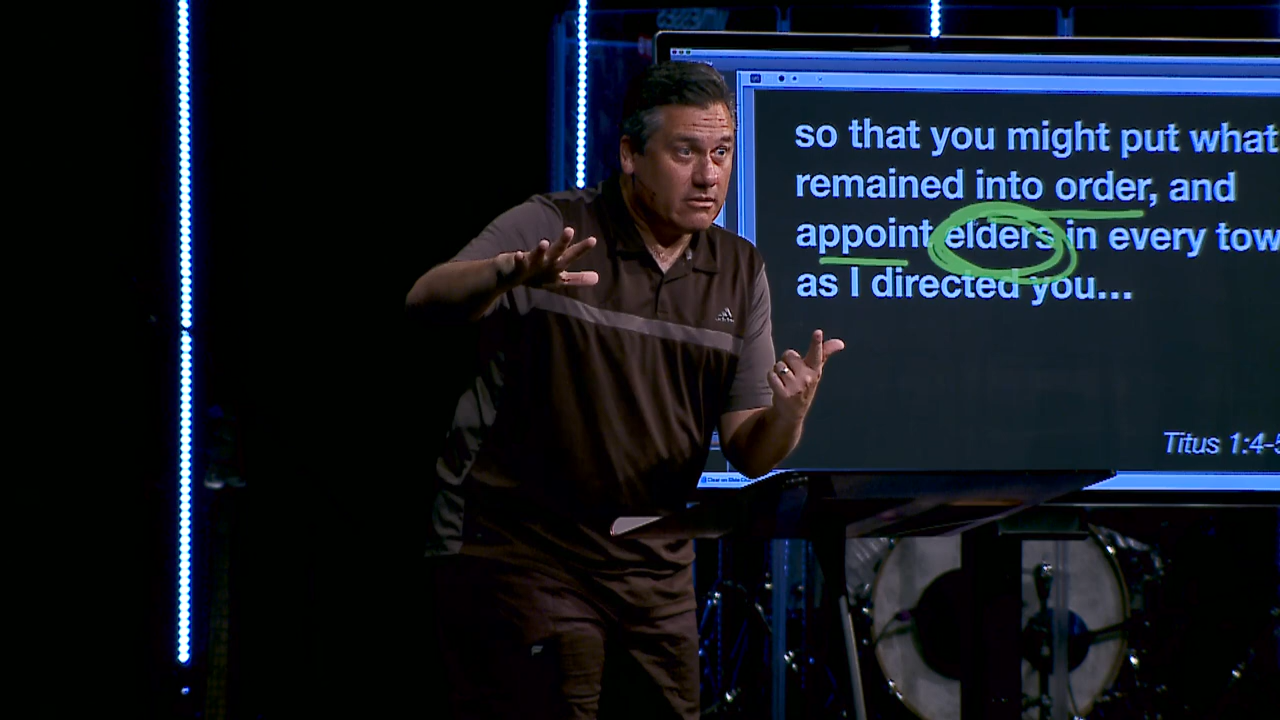 so that you might put what
remained into order, and
appoint elders in every tow
as I directed you...
Titus 1:4-5